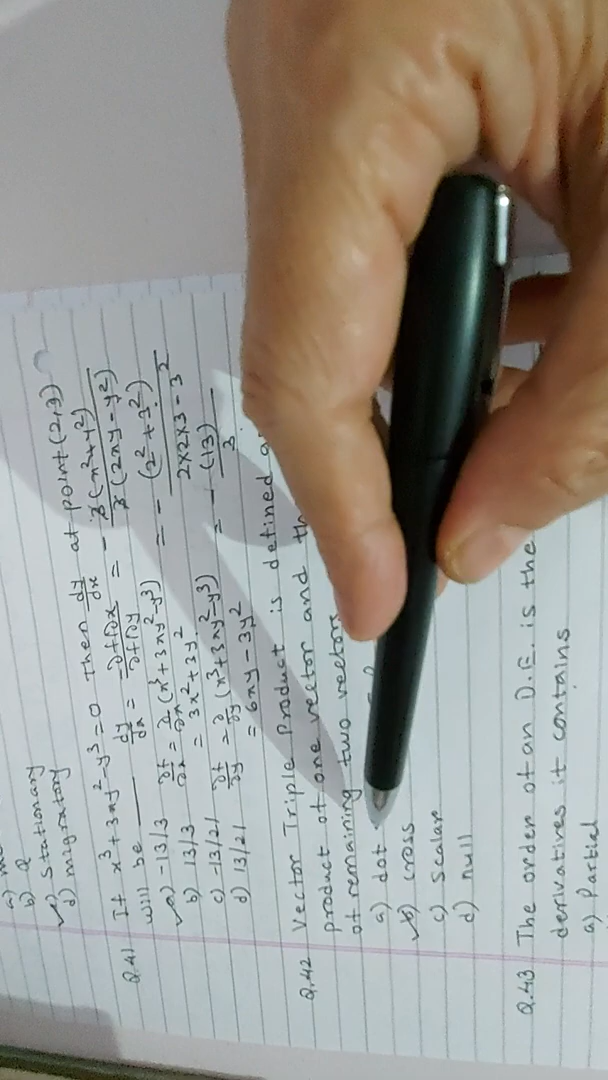 b) Q
c) Stationary
d) migratory
Q.41 If x³+3xy²-y³=0 then dy/dx at point (2,3)
will be ____ dy/dx = -∂f/∂x / ∂f/∂y = - 3(x²+y²) / 3(2xy-y²)
a) -13/3 ∂f/∂x = ∂/∂x (x³+3xy²-y³) = - (2²+3²) / 2×2×3-3²
b) 13/3 = 3x²+3y²
c) -13/21 ∂f/∂y = ∂/∂y (x³+3xy²-y³) = - (13)/3
d) 13/21 = 6xy-3y²
Q.42 Vector Triple Product is defined
product of one vector and
of remaining two vectors
a) dot
b) cross
c) scalar
d) null
Q.43 The order of an D.E. is the
derivatives it contains
a) Partial